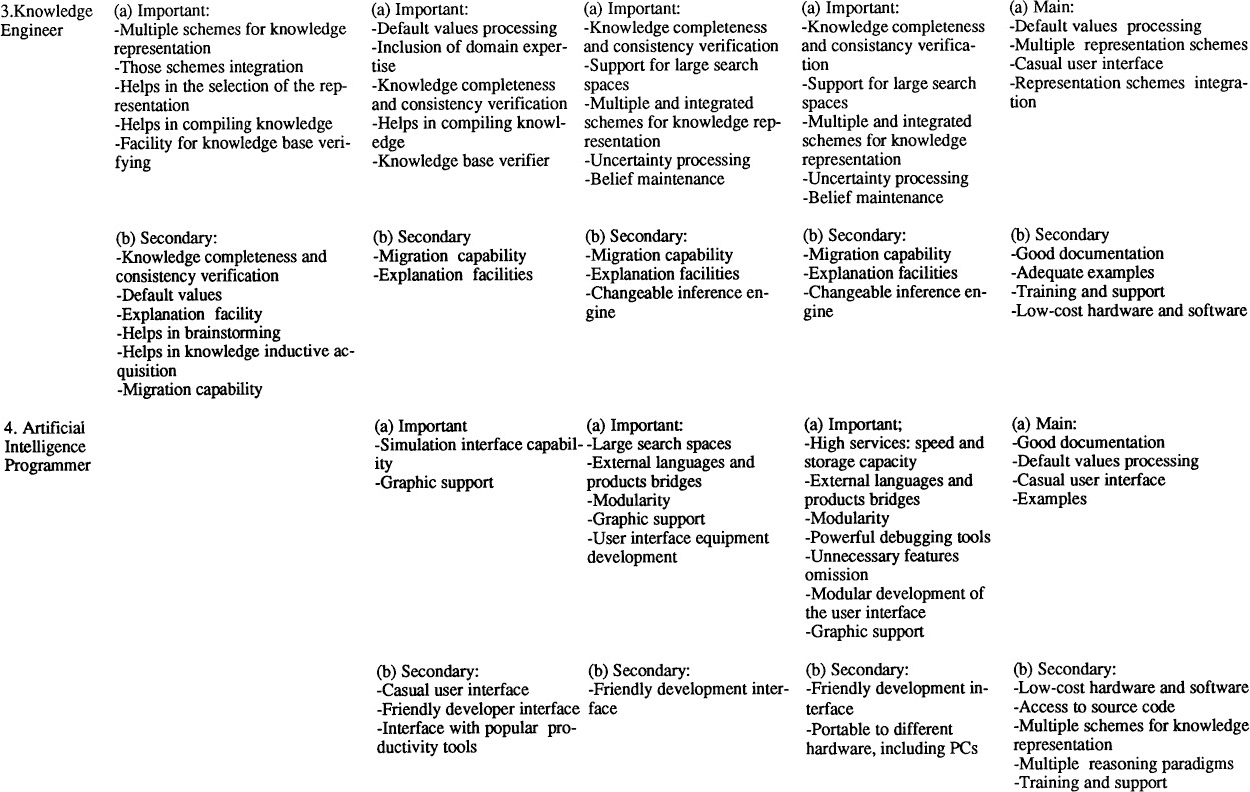 3.Knowledge
Engineer
(a) Important:
-Multiple schemes for knowledge
representation
-Those schemes integration
-Helps in the selection of the rep-
resentation
-Helps in compiling knowledge
-Facility for knowledge base veri-
fying
(a) Important:
-Default values processing
-Inclusion of domain exper-
tise
-Knowledge completeness
and consistency verification
-Helps in compiling knowl-
edge
-Knowledge base verifier
(a) Important:
-Knowledge completeness
and consistency verification
-Support for large search
spaces
-Multiple and integrated
schemes for knowledge rep-
resentation
-Uncertainty processing
-Belief maintenance
(a) Important:
-Knowledge completeness
and consistancy verifica-
tion
-Support for large search
spaces
-Multiple and integrated
schemes for knowledge
representation
-Uncertainty processing
-Belief maintenance
(a) Main:
-Default values processing
-Multiple representation schemes
-Casual user interface
-Representation schemes integra-
tion
(b) Secondary:
-Knowledge completeness and
consistency verification
-Default values
-Explanation facility
-Helps in brainstorming
-Helps in knowledge inductive ac-
quisition
-Migration capability
(b) Secondary
-Migration capability
-Explanation facilities
(b) Secondary:
-Migration capability
-Explanation facilities
-Changeable inference en-
gine
(b) Secondary:
-Migration capability
-Explanation facilities
-Changeable inference en-
gine
(b) Secondary
-Good documentation
-Adequate examples
-Training and support
-Low-cost hardware and software
4. Artificial
Intelligence
Programmer
(a) Important
-Simulation interface capabil-
ity
-Graphic support
(a) Important:
-Large search spaces
-External languages and
products bridges
-Modularity
-Graphic support
-User interface equipment
development
(a) Important;
-High services: speed and
storage capacity
-External languages and
products bridges
-Modularity
-Powerful debugging tools
-Unnecessary features
omission
-Modular development of
the user interface
-Graphic support
(a) Main:
-Good documentation
-Default values processing
-Casual user interface
-Examples
(b) Secondary:
-Casual user interface
-Friendly developer interface
-Interface with popular pro-
ductivity tools
(b) Secondary:
-Friendly development inter-
face
(b) Secondary:
-Friendly development in-
terface
-Portable to different
hardware, including PCs
(b) Secondary:
-Low-cost hardware and software
-Access to source code
-Multiple schemes for knowledge
representation
-Multiple reasoning paradigms
-Training and support